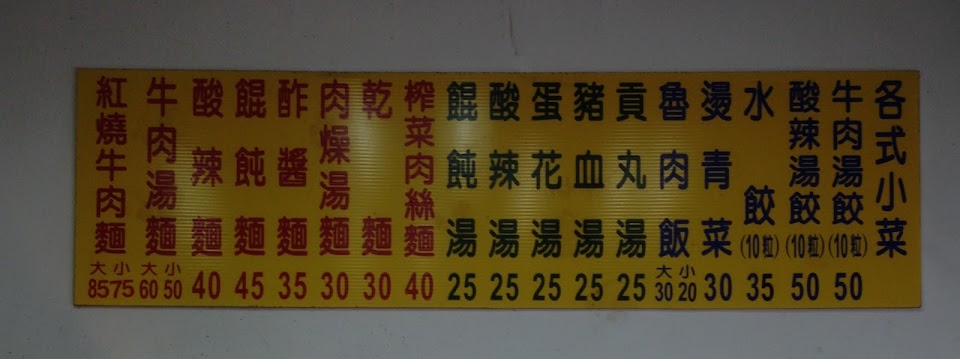 紅燒牛肉麵 大 小 85 75
牛肉湯麵 大 小 60 50
酸辣麵 40
餛飩麵 45
酢醬麵 35
肉燥湯麵 30
乾麵 30
榨菜肉絲麵 40
餛飩湯 25
酸辣湯 25
蛋花湯 25
豬血湯 25
貢丸湯 25
魯肉飯 大 小 30 20
燙青菜 30
水餃 (10粒) 35
酸辣湯餃 (10粒) 50
牛肉湯餃 (10粒) 50
各式小菜